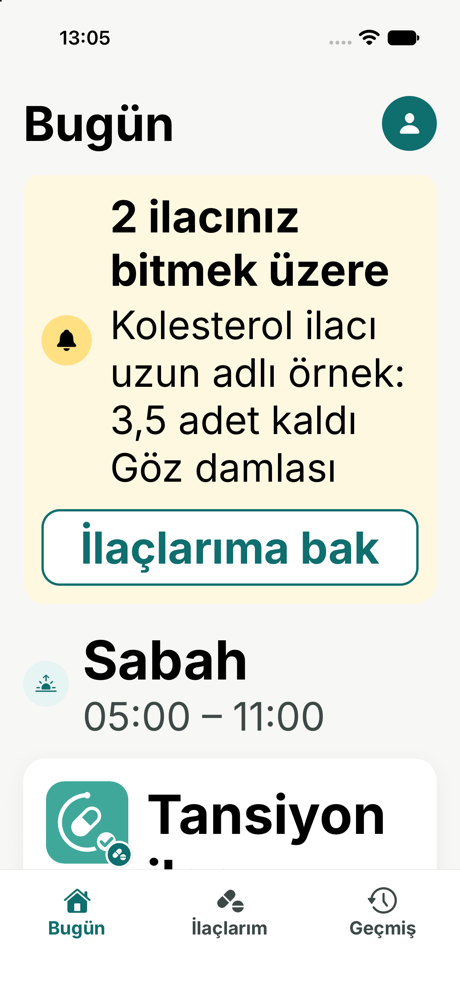 13:05
Bugün
2 ilacınız
bitmek üzere
Kolesterol ilacı
uzun adlı örnek:
3,5 adet kaldı
Göz damlası
İlaçlarıma bak
Sabah
05:00 – 11:00
Tansiyon
Bugün
İlaçlarım
Geçmiş